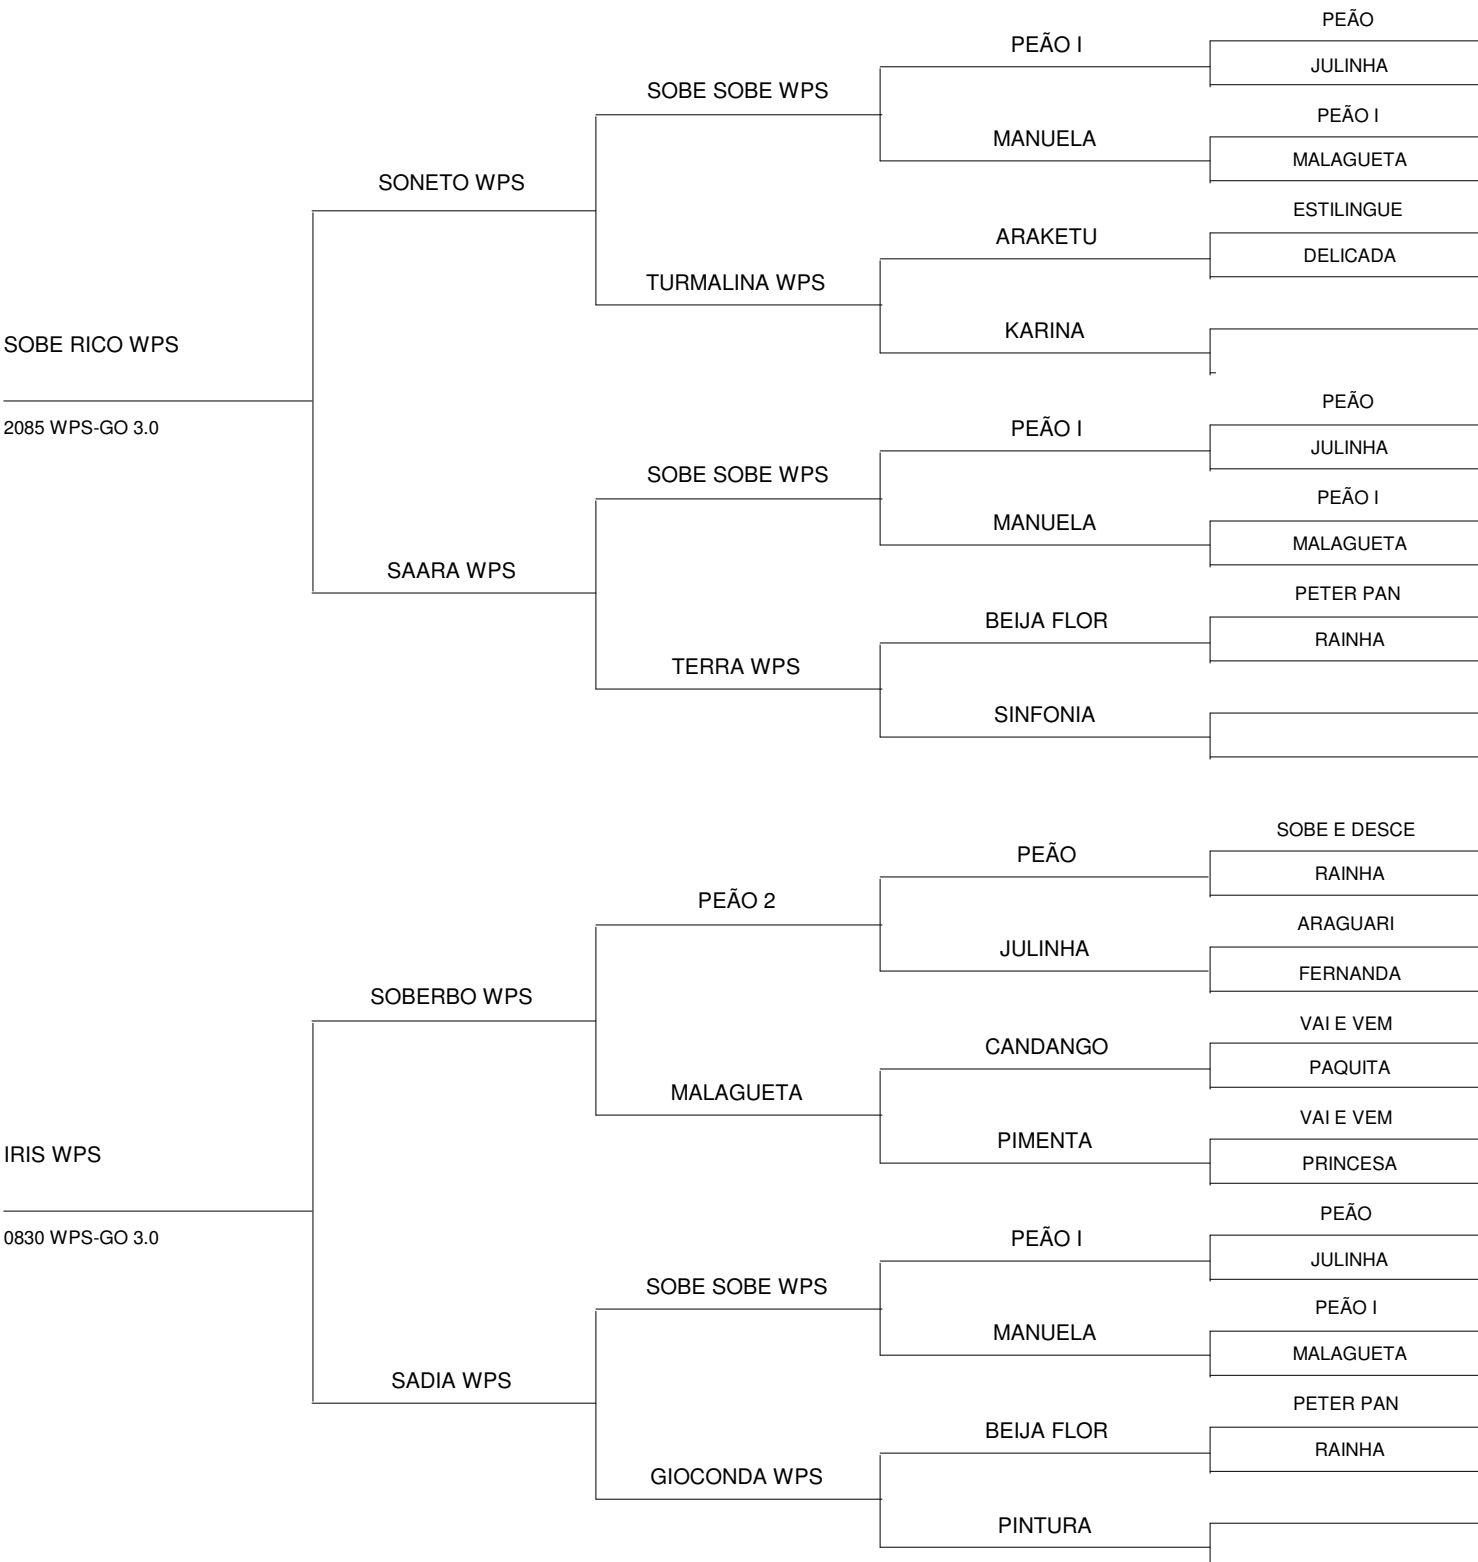 PEÃO
PEÃO I
JULINHA
SOBE SOBE WPS
PEÃO I
MANUELA
MALAGUETA
SONETO WPS
ESTILINGUE
ARAKETU
DELICADA
TURMALINA WPS
KARINA
SOBE RICO WPS
PEÃO
2085 WPS-GO 3.0
PEÃO I
JULINHA
SOBE SOBE WPS
PEÃO I
MANUELA
MALAGUETA
SAARA WPS
PETER PAN
BEIJA FLOR
RAINHA
TERRA WPS
SINFONIA
SOBE E DESCE
PEÃO
RAINHA
PEÃO 2
ARAGUARI
JULINHA
FERNANDA
SOBERBO WPS
VAI E VEM
CANDANGO
PAQUITA
MALAGUETA
VAI E VEM
PIMENTA
IRIS WPS
PRINCESA
PEÃO
0830 WPS-GO 3.0
PEÃO I
JULINHA
SOBE SOBE WPS
PEÃO I
MANUELA
MALAGUETA
SADIA WPS
PETER PAN
BEIJA FLOR
RAINHA
GIOCONDA WPS
PINTURA